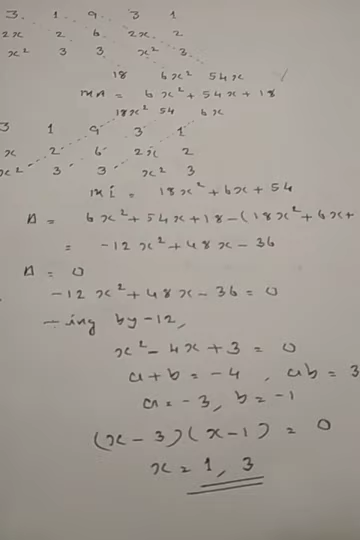 3 1 9 3 1
2x 2 6 2x 2
x² 3 3 x² 3
18 6x² 54x
mA = 6x² + 54x + 18
18x² 54 6x
3 1 9 3 1
x 2 6 2x 2
x² 3 3 x² 3
mi = 18x² + 6x + 54
Δ = 6x² + 54x + 18 - (18x² + 6x +
= -12x² + 48x - 36
Δ = 0
-12x² + 48x - 36 = 0
÷ing by -12,
x² - 4x + 3 = 0
a + b = -4 , ab = 3
a = -3, b = -1
(x - 3)(x - 1) = 0
x = 1, 3